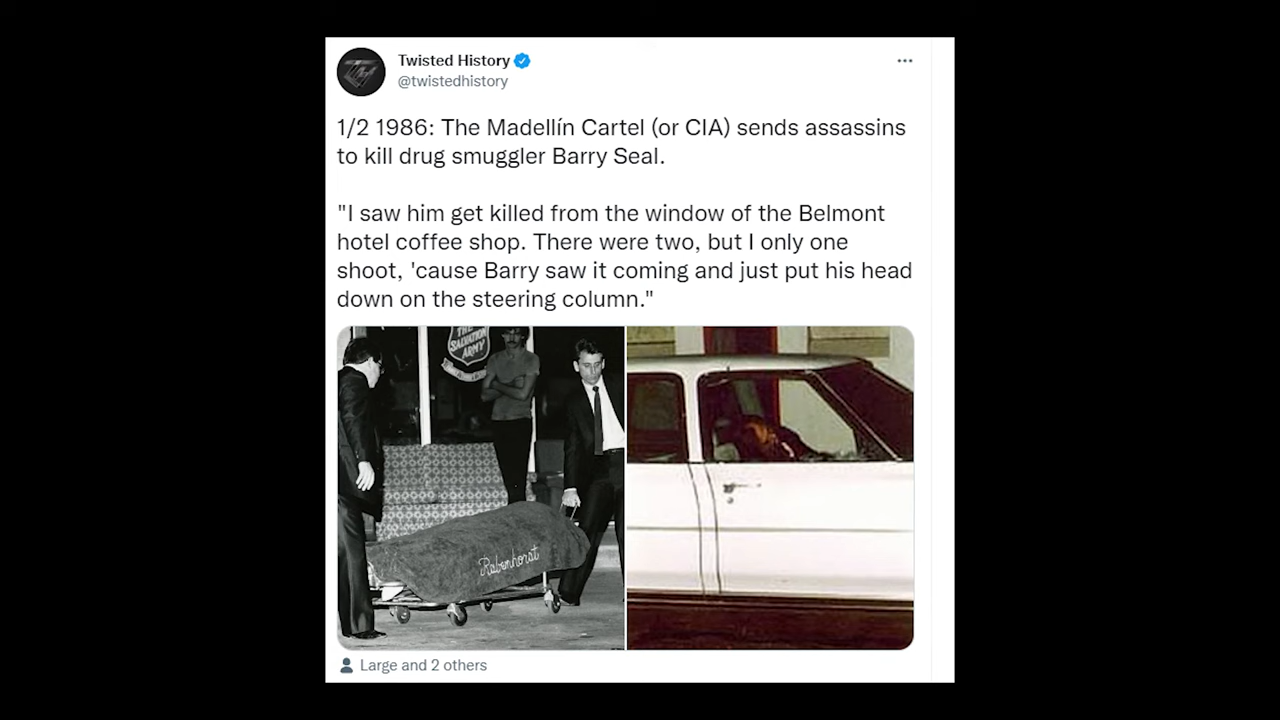 Twisted History
@twistedhistory
1/2 1986: The Madellín Cartel (or CIA) sends assassins
to kill drug smuggler Barry Seal.
"I saw him get killed from the window of the Belmont
hotel coffee shop. There were two, but I only one
shoot, 'cause Barry saw it coming and just put his head
down on the steering column."
THE
SALVATION
ARMY
Rabenhorst
Large and 2 others